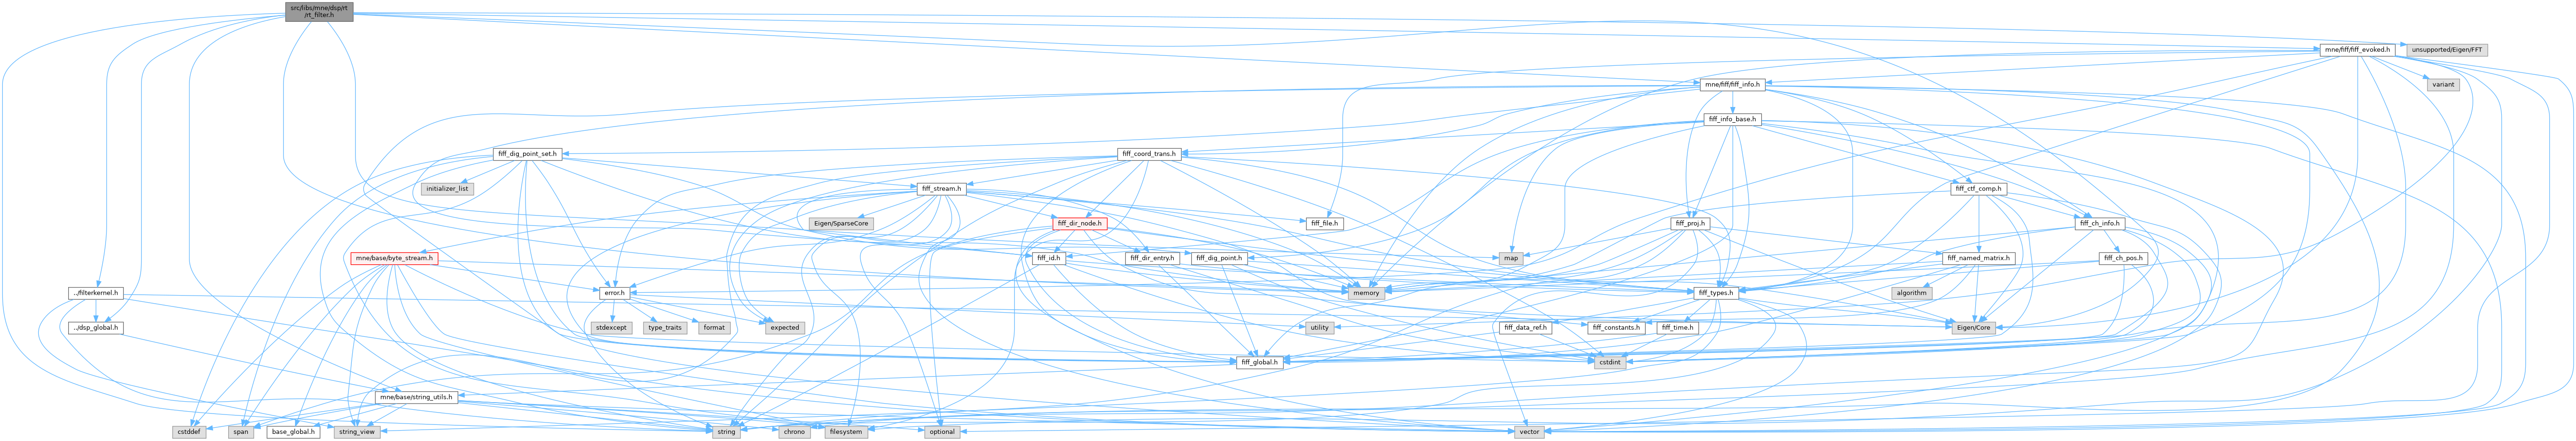 src/libs/mne/dsp/rt
/rt_filter.h
mne/fiff/fiff_evoked.h
unsupported/Eigen/FFT
mne/fiff/fiff_info.h
variant
fiff_info_base.h
fiff_dig_point_set.h
fiff_coord_trans.h
initializer_list
fiff_stream.h
fiff_ctf_comp.h
Eigen/SparseCore
fiff_dir_node.h
fiff_file.h
fiff_proj.h
fiff_ch_info.h
mne/base/byte_stream.h
fiff_id.h
fiff_dir_entry.h
fiff_dig_point.h
map
fiff_named_matrix.h
fiff_ch_pos.h
../filterkernel.h
error.h
memory
fiff_types.h
algorithm
../dsp_global.h
stdexcept
type_traits
format
expected
utility
fiff_data_ref.h
fiff_constants.h
fiff_time.h
Eigen/Core
fiff_global.h
cstdint
mne/base/string_utils.h
cstddef
span
base_global.h
string_view
string
chrono
filesystem
optional
vector